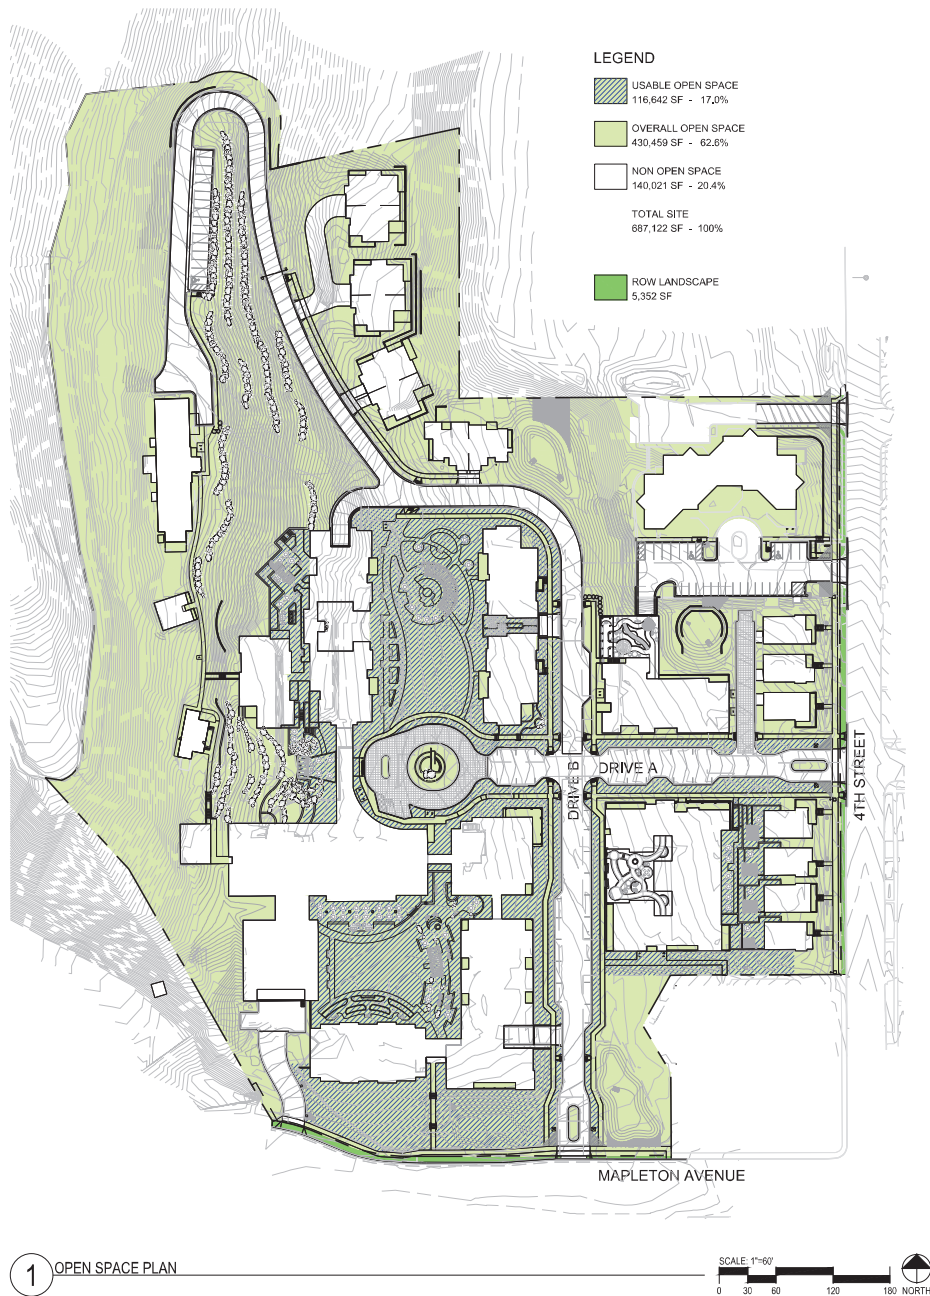 LEGEND
USABLE OPEN SPACE
116,642 SF - 17.0%
OVERALL OPEN SPACE
430,459 SF - 62.6%
NON OPEN SPACE
140,021 SF - 20.4%
TOTAL SITE
687,122 SF - 100%
ROW LANDSCAPE
5,352 SF
DRIVE B
DRIVE A
4TH STREET
MAPLETON AVENUE
1 OPEN SPACE PLAN
SCALE: 1"=60'
0 30 60 120 180 NORTH